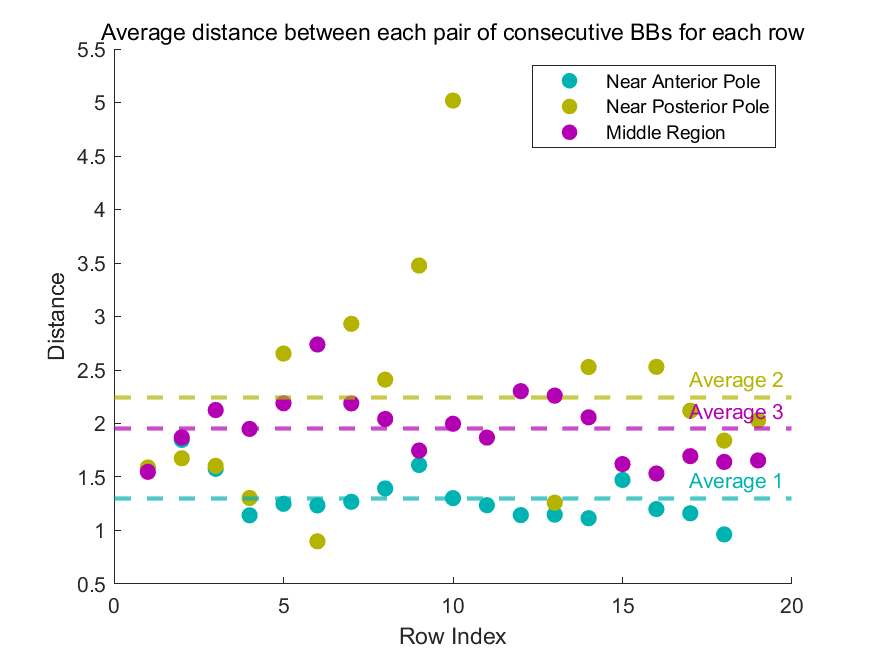 Average distance between each pair of consecutive BBs for each row
5.5
5
4.5
4
3.5
3
2.5
2
1.5
1
0.5
Distance
Near Anterior Pole
Near Posterior Pole
Middle Region
Average 2
Average 3
Average 1
0
5
10
15
20
Row Index